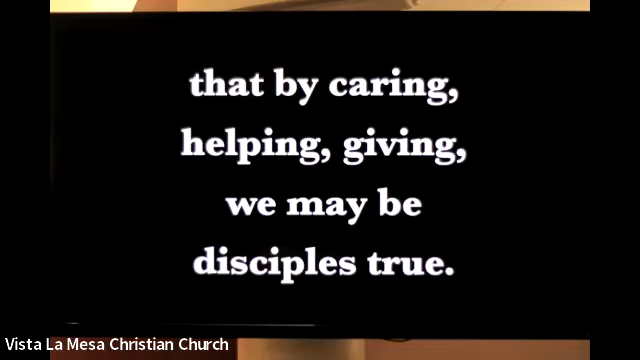 that by caring,
helping, giving,
we may be
disciples true.
Vista La Mesa Christian Church